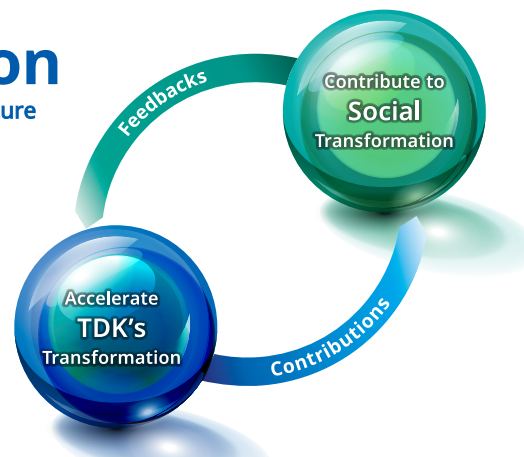 on
ure
Feedbacks
Contribute to
Social
Transformation
Accelerate
TDK's
Transformation
Contributions